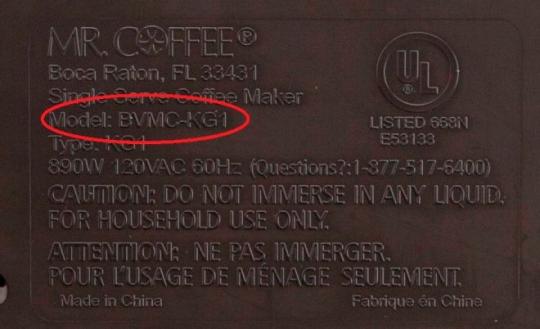 MR. COFFEE®
Boca Raton, FL 33431
Single Serve Coffee Maker
Model: BVMC-KG1
Type: KG1
890W 120VAC 60Hz (Questions?:1-877-517-6400)
CAUTION: DO NOT IMMERSE IN ANY LIQUID.
FOR HOUSEHOLD USE ONLY.
ATTENTION: NE PAS IMMERGER.
POUR L'USAGE DE MÉNAGE SEULEMENT.
Made in China
Fabriqué én Chine
UL
LISTED 668N
E53133